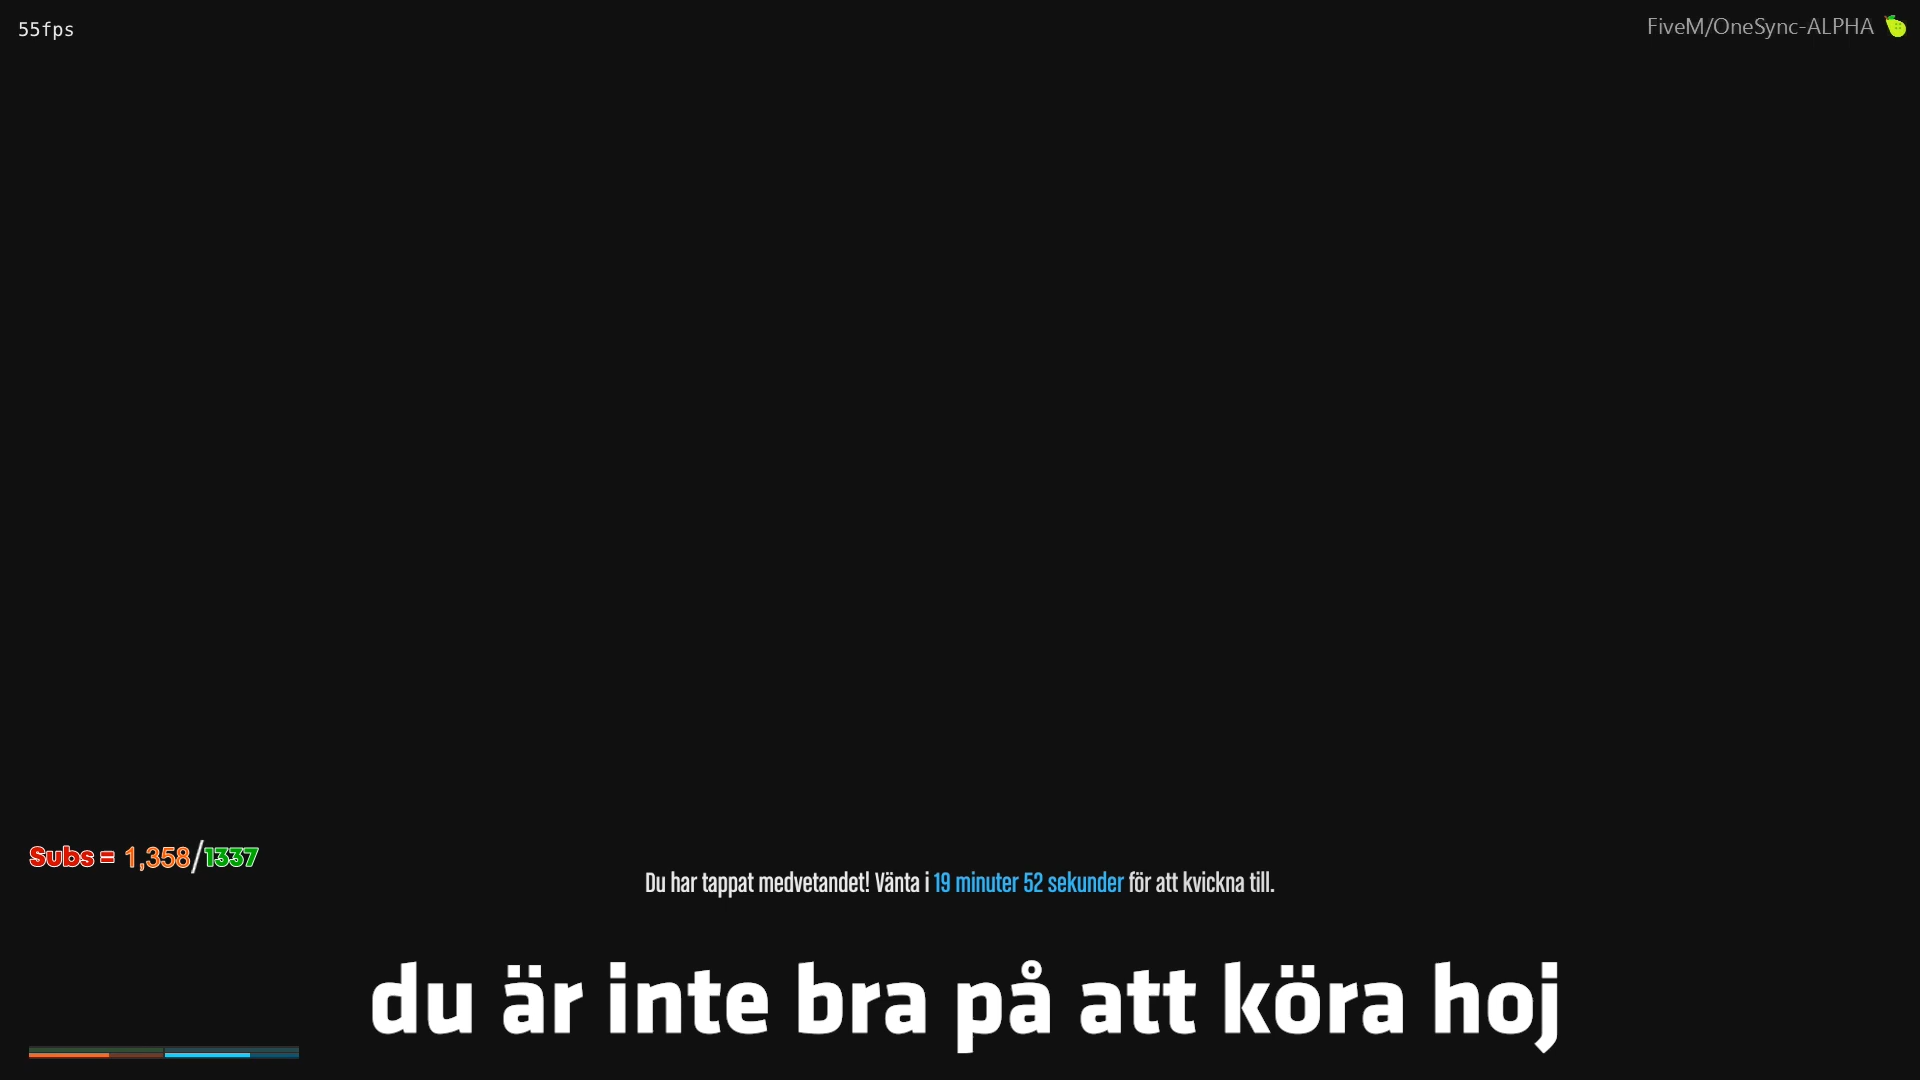 55fps
FiveM/OneSync-ALPHA
Subs = 1,358/1337
Du har tappat medvetandet! Vänta i 19 minuter 52 sekunder för att kvickna till.
du är inte bra på att köra hoj